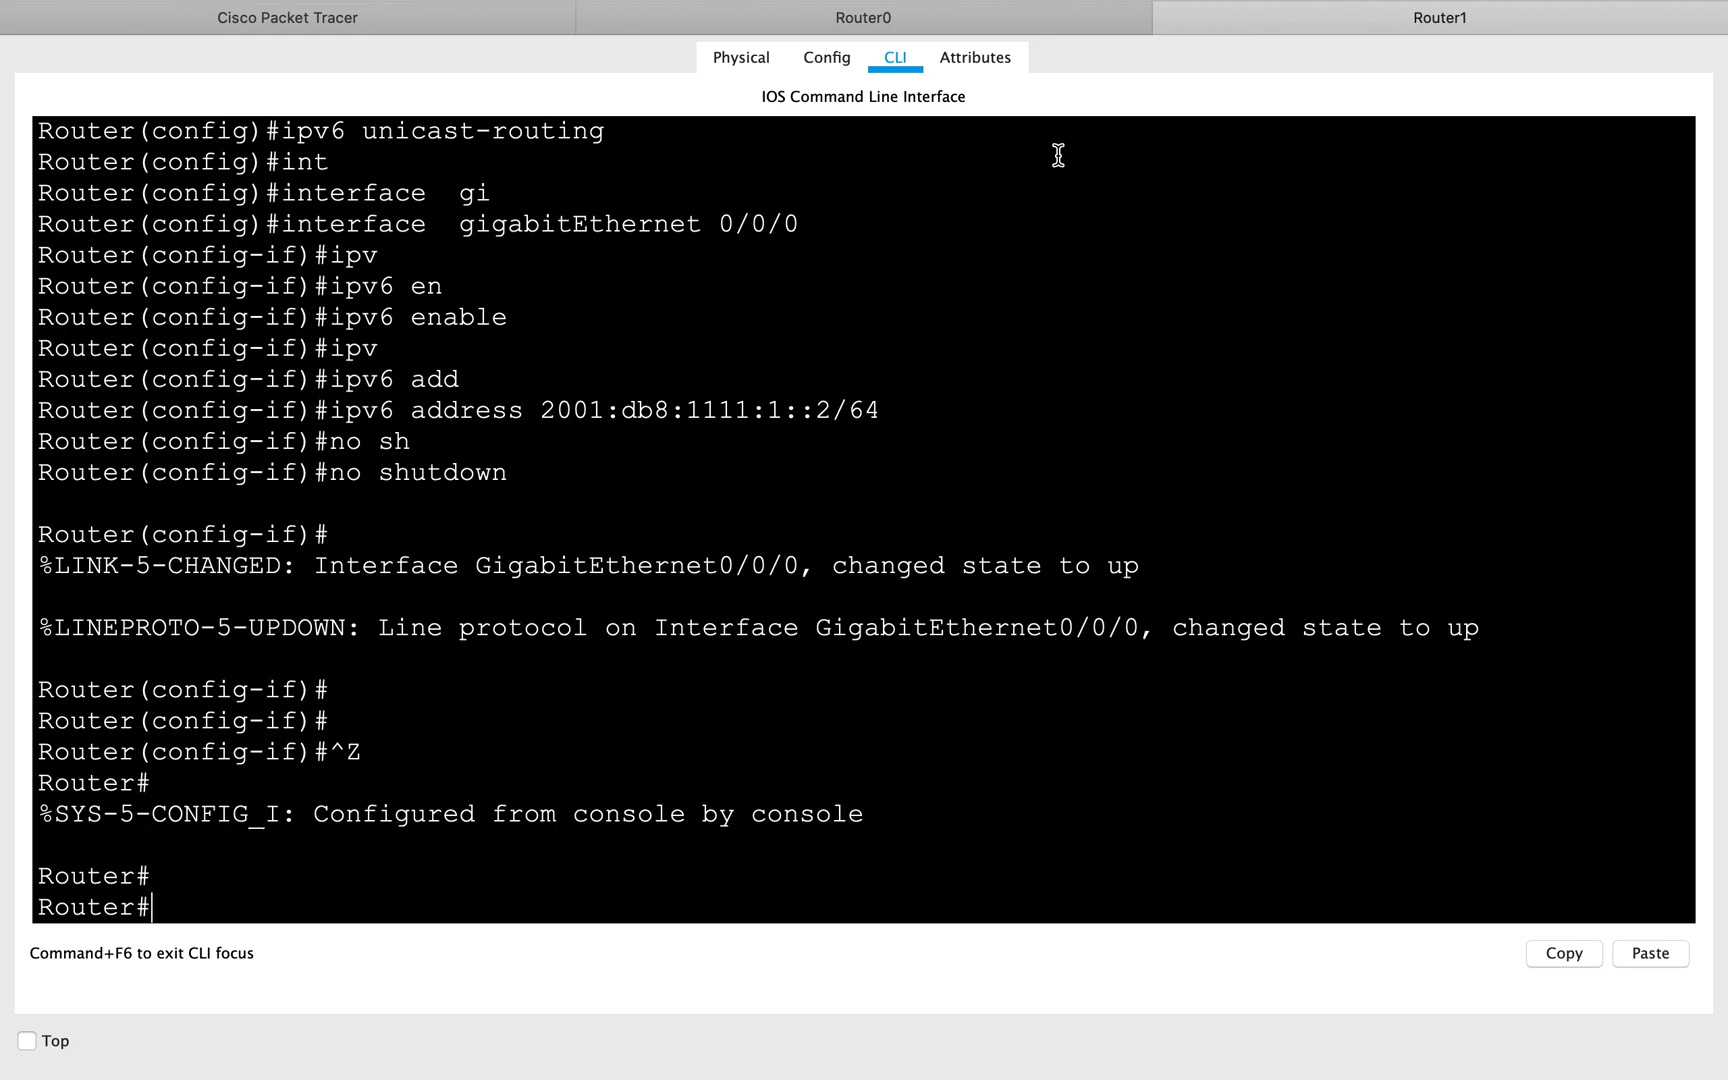 Cisco Packet Tracer
Router0
Router1
Physical
Config
CLI
Attributes
IOS Command Line Interface
Router(config)#ipv6 unicast-routing
Router(config)#int
Router(config)#interface  gi
Router(config)#interface  gigabitEthernet 0/0/0
Router(config-if)#ipv
Router(config-if)#ipv6 en
Router(config-if)#ipv6 enable
Router(config-if)#ipv
Router(config-if)#ipv6 add
Router(config-if)#ipv6 address 2001:db8:1111:1::2/64
Router(config-if)#no sh
Router(config-if)#no shutdown
Router(config-if)#
%LINK-5-CHANGED: Interface GigabitEthernet0/0/0, changed state to up
%LINEPROTO-5-UPDOWN: Line protocol on Interface GigabitEthernet0/0/0, changed state to up
Router(config-if)#
Router(config-if)#
Router(config-if)#^Z
Router#
%SYS-5-CONFIG_I: Configured from console by console
Router#
Router#
Command+F6 to exit CLI focus
Copy
Paste
Top